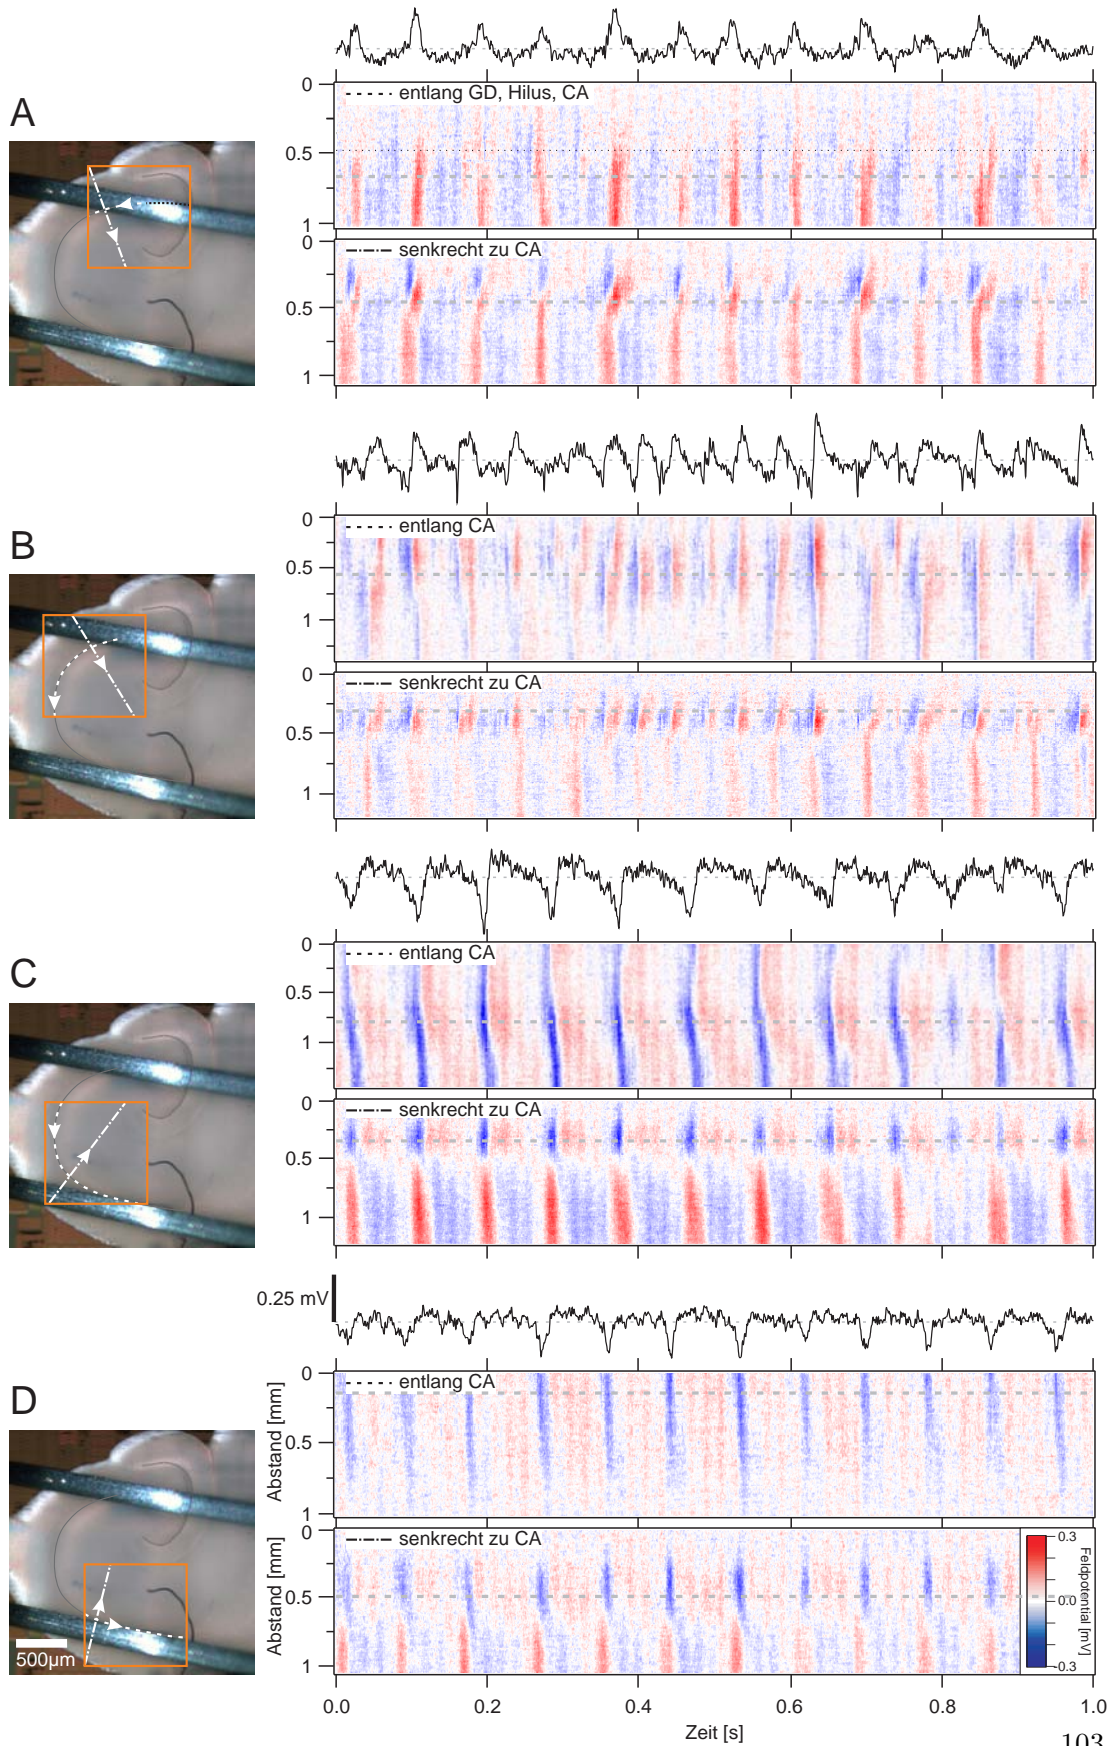 A
0
entlang GD, Hilus, CA
0.5
1
0
senkrecht zu CA
0.5
1
B
0
entlang CA
0.5
1
0
senkrecht zu CA
0.5
1
C
0
entlang CA
0.5
1
0
senkrecht zu CA
0.5
1
0.25 mV
D
0
entlang CA
0.5
1
Abstand [mm]
0
senkrecht zu CA
0.5
1
Abstand [mm]
0.3
0.0
-0.3
Feldpotential [mV]
500µm
0.0 0.2 0.4 0.6 0.8 1.0
Zeit [s]
103